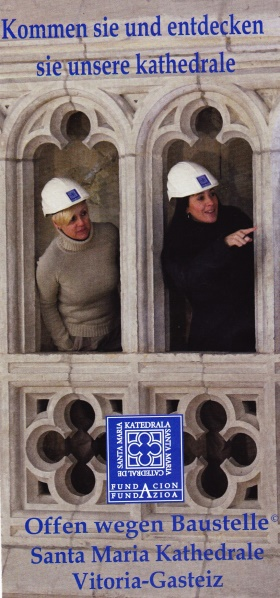 Kommen sie und entdecken
sie unsere kathedrale
KATEDRALA
SANTA MARIA
CATEDRAL DE
SANTA MARIA
FUNDACION
FUNDAZIOA
Offen wegen Baustelle©
Santa Maria Kathedrale
Vitoria-Gasteiz